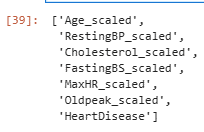 [39]: ['Age_scaled',
'RestingBP_scaled',
'Cholesterol_scaled',
'FastingBS_scaled',
'MaxHR_scaled',
'Oldpeak_scaled',
'HeartDisease']